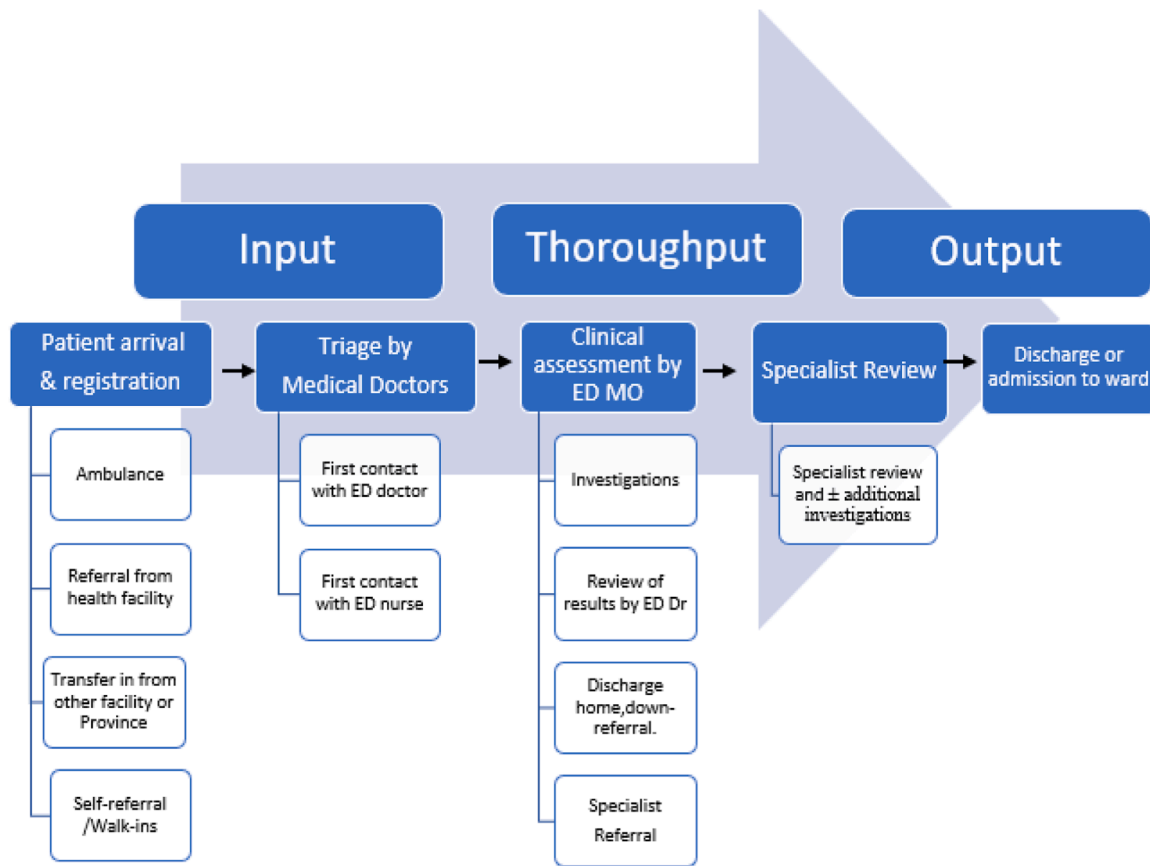 Input
Thoroughput
Output
Patient arrival
& registration
Triage by
Medical Doctors
Clinical
assessment by
ED MO
Specialist Review
Discharge or
admission to ward
Ambulance
Referral from
health facility
Transfer in from
other facility or
Province
Self-referral
/Walk-ins
First contact
with ED doctor
First contact
with ED nurse
Investigations
Review of
results by ED Dr
Discharge
home,down-
referral.
Specialist
Referral
Specialist review
and ± additional
investigations